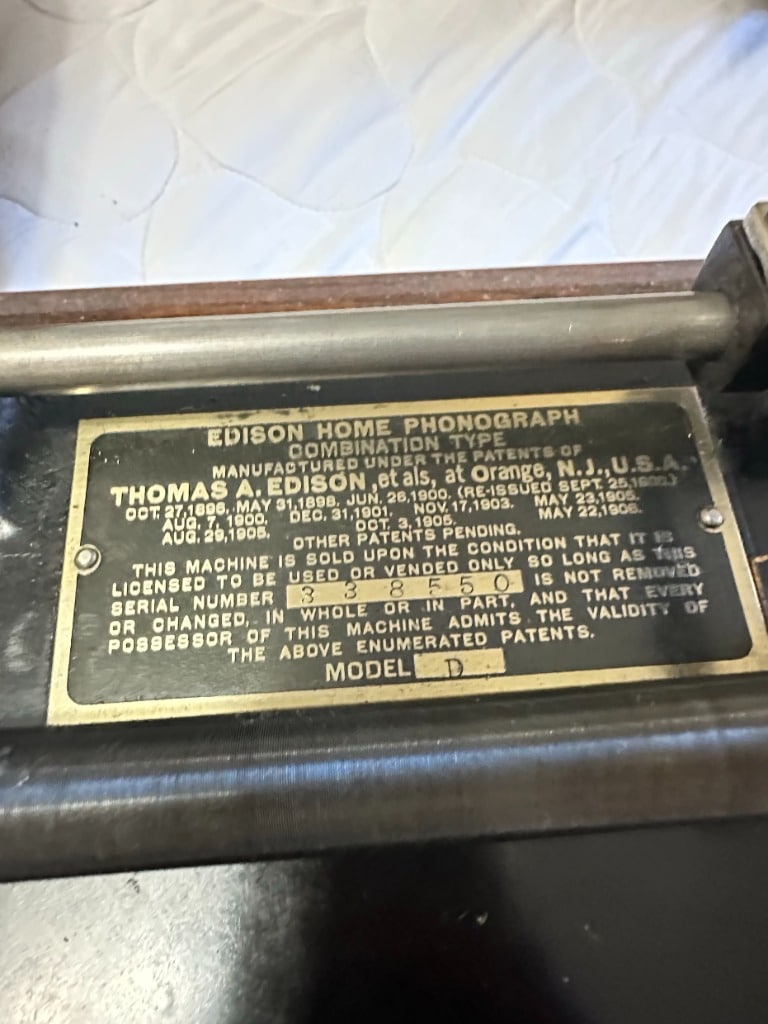 EDISON HOME PHONOGRAPH
COMBINATION TYPE
MANUFACTURED UNDER THE PATENTS OF
THOMAS A. EDISON, et als, at Orange, N.J., U.S.A.
OCT. 27, 1896. MAY 31, 1898. JUN. 26, 1900. (RE-ISSUED SEPT. 25, 1900.)
AUG. 7, 1900. DEC. 31, 1901. NOV. 17, 1903. MAY 23, 1905.
AUG. 29, 1905. OCT. 3, 1905. MAY 22, 1906.
OTHER PATENTS PENDING.
THIS MACHINE IS SOLD UPON THE CONDITION THAT IT IS
LICENSED TO BE USED OR VENDED ONLY SO LONG AS THIS
SERIAL NUMBER 338550 IS NOT REMOVED
OR CHANGED, IN WHOLE OR IN PART, AND THAT EVERY
POSSESSOR OF THIS MACHINE ADMITS THE VALIDITY OF
THE ABOVE ENUMERATED PATENTS.
MODEL D